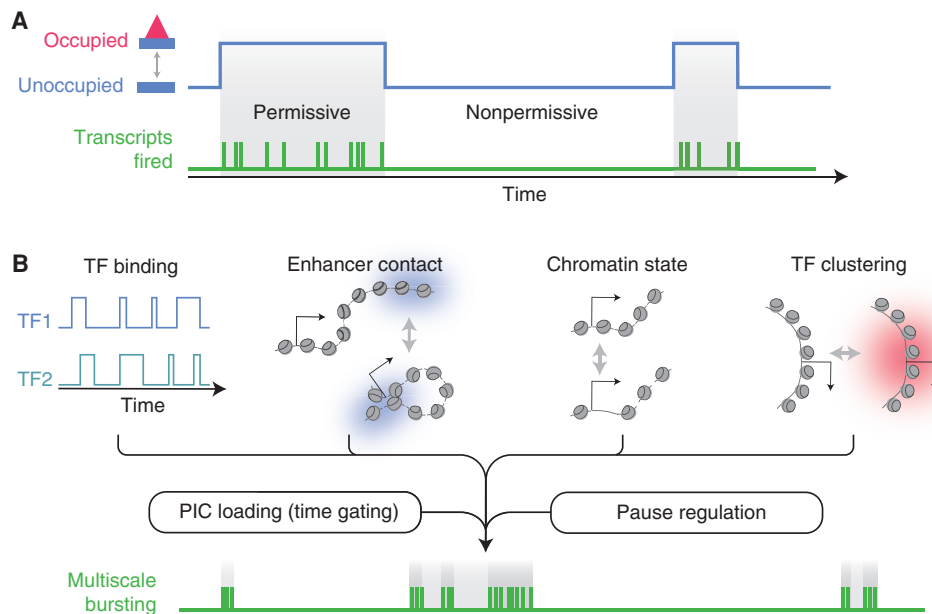 A
Occupied
Unoccupied
Permissive
Nonpermissive
Transcripts
fired
Time
B
TF binding
Enhancer contact
Chromatin state
TF clustering
TF1
TF2
Time
PIC loading (time gating)
Pause regulation
Multiscale
bursting